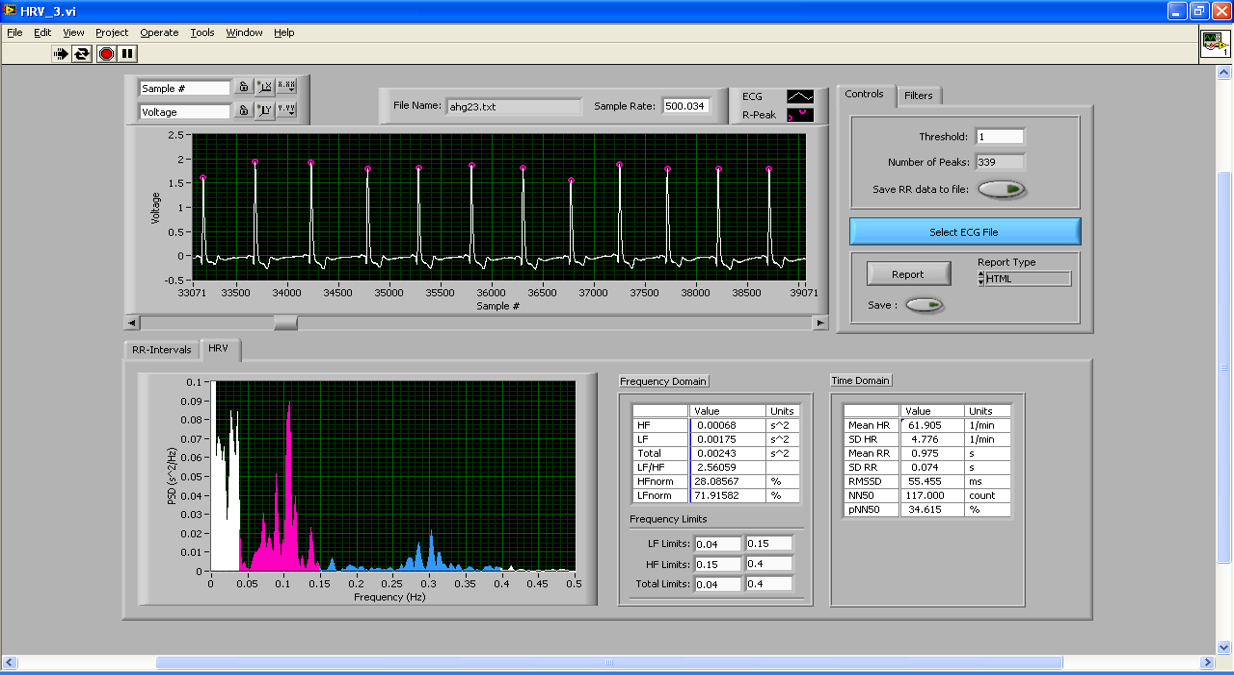 HRV_3.vi
File Edit View Project Operate Tools Window Help
1
Sample #
Voltage
File Name: ahg23.txt Sample Rate: 500.034
ECG
R-Peak
Voltage
2.5
2
1.5
1
0.5
0
-0.5
33071 33500 34000 34500 35000 35500 36000 36500 37000 37500 38000 38500 39071
Sample #
Controls Filters
Threshold: 1
Number of Peaks: 339
Save RR data to file:
Select ECG File
Report Report Type
HTML
Save :
RR-Intervals HRV
PSD (s^2/Hz)
0.1
0.09
0.08
0.07
0.06
0.05
0.04
0.03
0.02
0.01
0
0 0.05 0.1 0.15 0.2 0.25 0.3 0.35 0.4 0.45 0.5
Frequency (Hz)
Frequency Domain
Value Units
HF 0.00068 s^2
LF 0.00175 s^2
Total 0.00243 s^2
LF/HF 2.56059
HFnorm 28.08567 %
LFnorm 71.91582 %
Frequency Limits
LF Limits: 0.04 0.15
HF Limits: 0.15 0.4
Total Limits: 0.04 0.4
Time Domain
Value Units
Mean HR 61.905 1/min
SD HR 4.776 1/min
Mean RR 0.975 s
SD RR 0.074 s
RMSSD 55.455 ms
NN50 117.000 count
pNN50 34.615 %